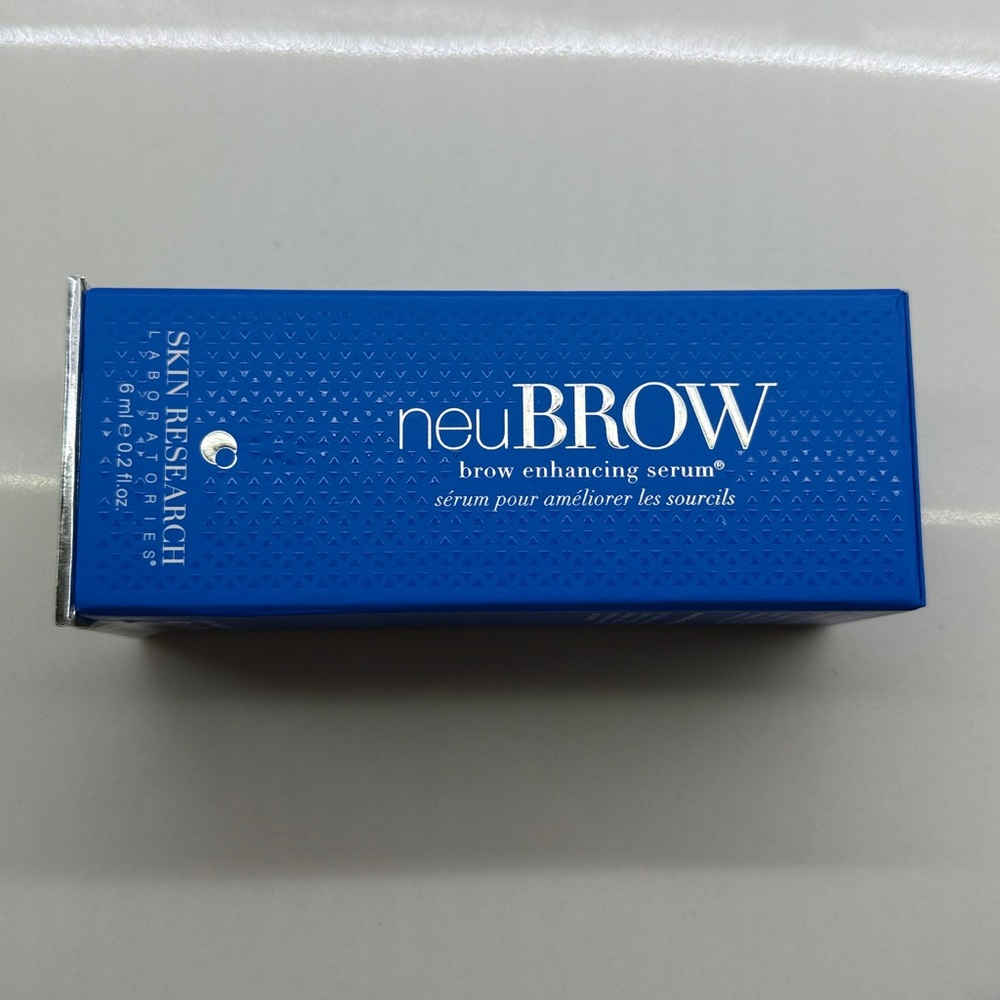 neuBROW
brow enhancing serum®
sérum pour améliorer les sourcils
SKIN RESEARCH
LABORATORIES®
6 ml e 0.2 fl.oz.